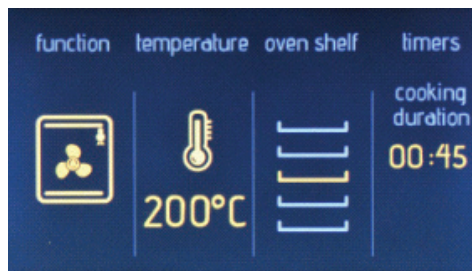 function temperature oven shelf timers
cooking
duration
00:45
200°C